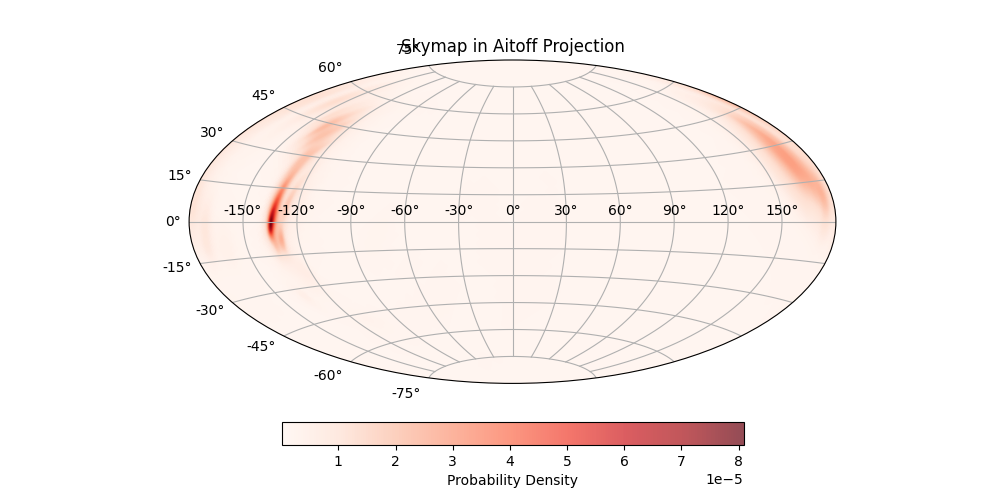 75°
Skymap in Aitoff Projection
60°
45°
30°
15°
-150° -120° -90° -60° -30° 0° 30° 60° 90° 120° 150°
0°
-15°
-30°
-45°
-60°
-75°
1 2 3 4 5 6 7 8
1e−5
Probability Density